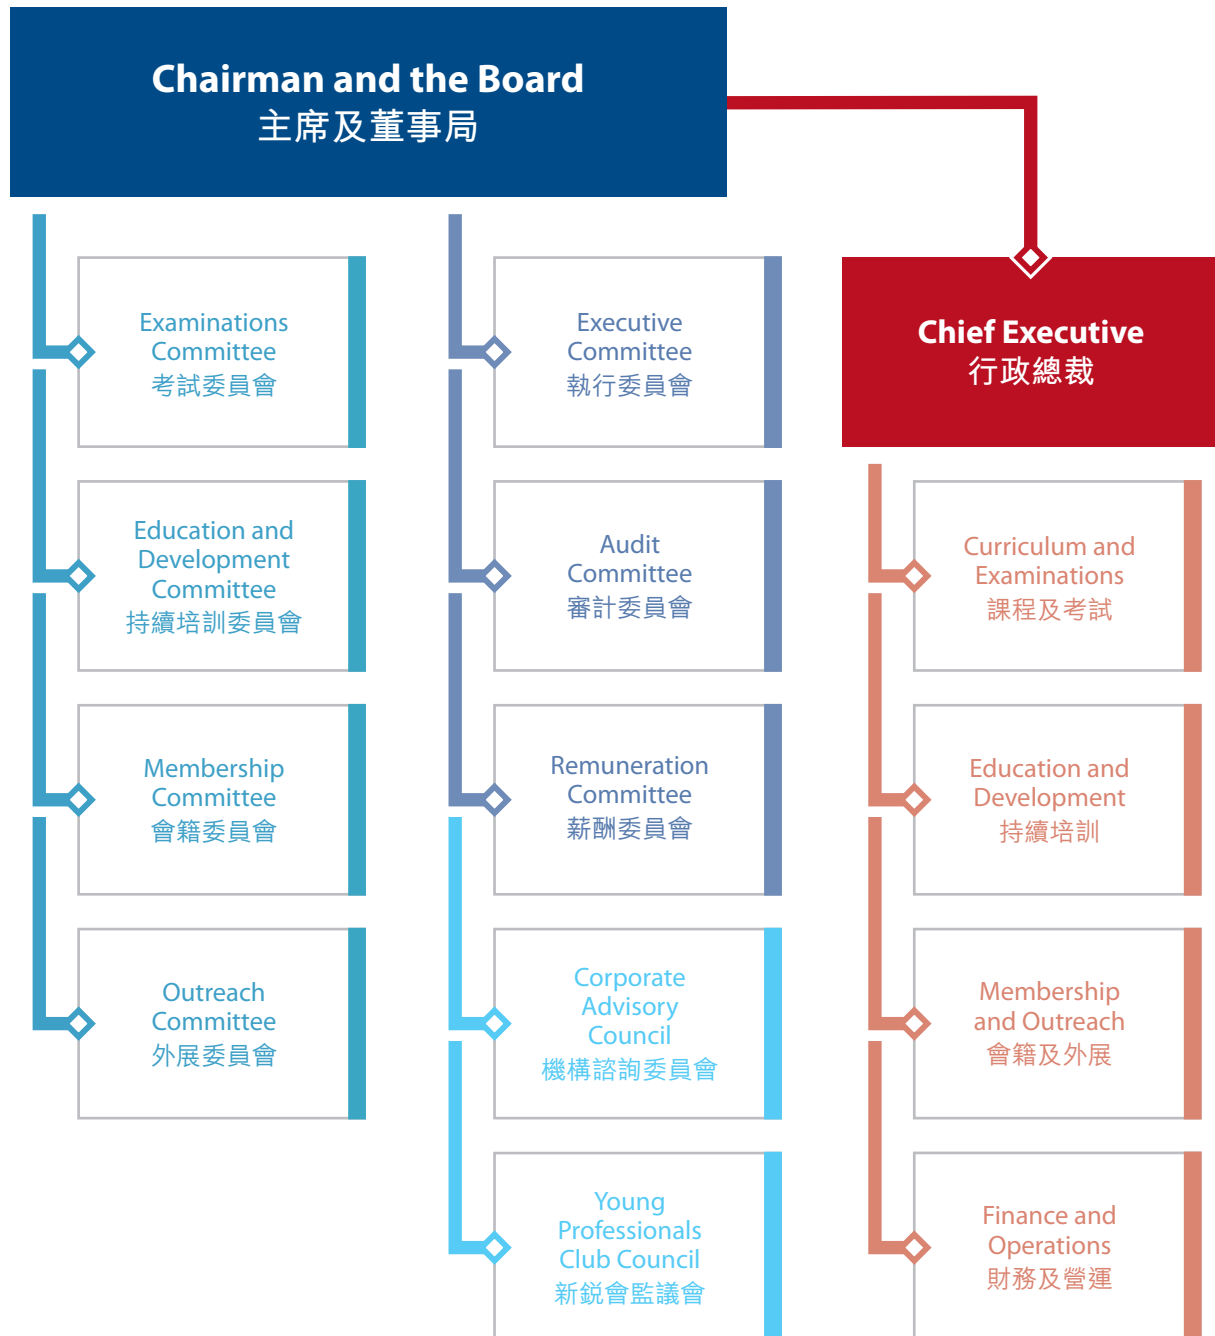 Chairman and the Board
主席及董事局
Examinations
Committee
考試委員會
Education and
Development
Committee
持續培訓委員會
Membership
Committee
會籍委員會
Outreach
Committee
外展委員會
Executive
Committee
執行委員會
Audit
Committee
審計委員會
Remuneration
Committee
薪酬委員會
Corporate
Advisory
Council
機構諮詢委員會
Young
Professionals
Club Council
新銳會監議會
Chief Executive
行政總裁
Curriculum and
Examinations
課程及考試
Education and
Development
持續培訓
Membership
and Outreach
會籍及外展
Finance and
Operations
財務及營運